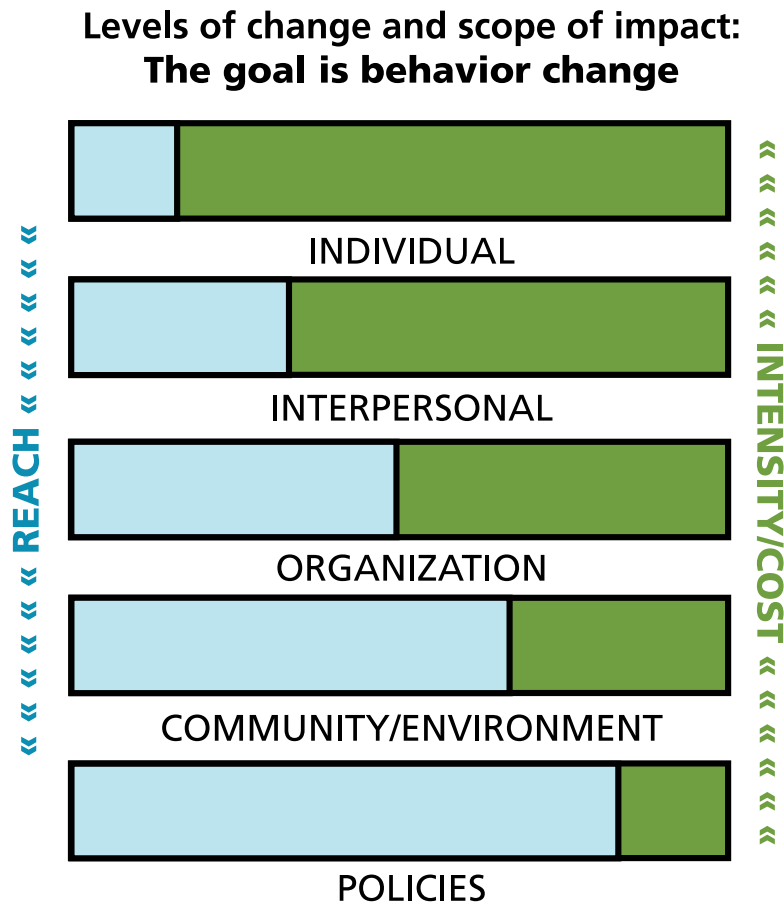 Levels of change and scope of impact:
The goal is behavior change
INDIVIDUAL
INTERPERSONAL
ORGANIZATION
COMMUNITY/ENVIRONMENT
POLICIES
REACH
INTENSITY/COST